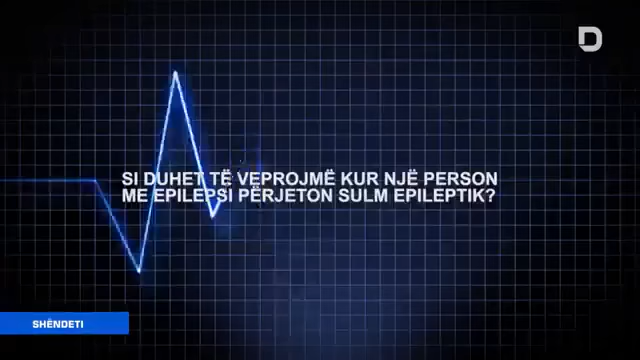 D
SI DUHET TË VEPROJMË KUR NJË PERSON
ME EPILEPSI PËRJETON SULM EPILEPTIK?
SHËNDETI